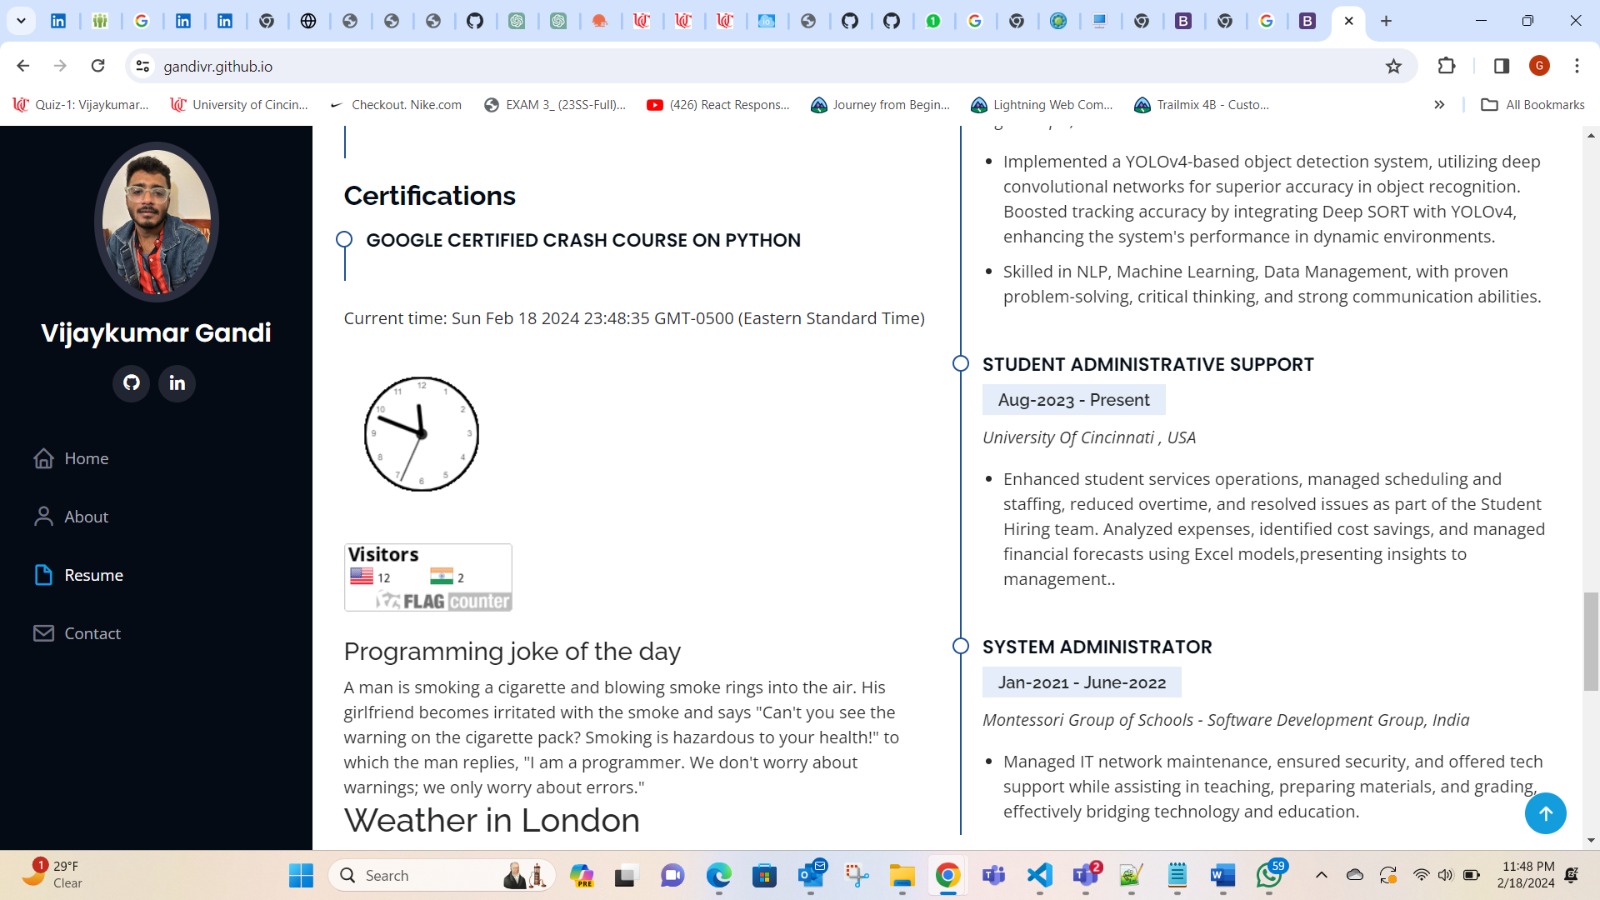 gandivr.github.io
Quiz-1: Vijaykumar...
University of Cincin...
Checkout. Nike.com
EXAM 3_ (23SS-Full)...
(426) React Respons...
Journey from Begin...
Lightning Web Com...
Trailmix 4B - Custo...
All Bookmarks
Vijaykumar Gandi
Home
About
Resume
Contact
Certifications
GOOGLE CERTIFIED CRASH COURSE ON PYTHON
Current time: Sun Feb 18 2024 23:48:35 GMT-0500 (Eastern Standard Time)
12
1
2
3
4
5
6
7
8
9
10
11
Visitors
12
2
FLAG counter
Programming joke of the day
A man is smoking a cigarette and blowing smoke rings into the air. His
girlfriend becomes irritated with the smoke and says "Can't you see the
warning on the cigarette pack? Smoking is hazardous to your health!" to
which the man replies, "I am a programmer. We don't worry about
warnings; we only worry about errors."
Weather in London
Implemented a YOLOv4-based object detection system, utilizing deep
convolutional networks for superior accuracy in object recognition.
Boosted tracking accuracy by integrating Deep SORT with YOLOv4,
enhancing the system's performance in dynamic environments.
Skilled in NLP, Machine Learning, Data Management, with proven
problem-solving, critical thinking, and strong communication abilities.
STUDENT ADMINISTRATIVE SUPPORT
Aug-2023 - Present
University Of Cincinnati , USA
Enhanced student services operations, managed scheduling and
staffing, reduced overtime, and resolved issues as part of the Student
Hiring team. Analyzed expenses, identified cost savings, and managed
financial forecasts using Excel models,presenting insights to
management..
SYSTEM ADMINISTRATOR
Jan-2021 - June-2022
Montessori Group of Schools - Software Development Group, India
Managed IT network maintenance, ensured security, and offered tech
support while assisting in teaching, preparing materials, and grading,
effectively bridging technology and education.
1
29°F
Clear
Search
PRE
2
59
11:48 PM
2/18/2024